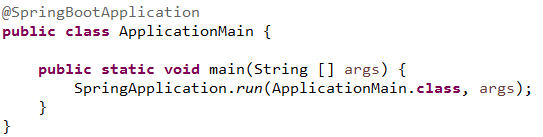 @SpringBootApplication
public class ApplicationMain {
public static void main(String [] args) {
SpringApplication.run(ApplicationMain.class, args);
}
}